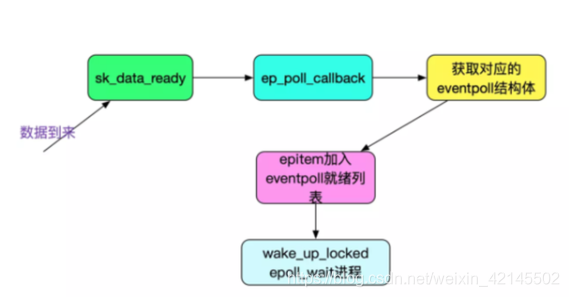 sk_data_ready
ep_poll_callback
获取对应的
eventpoll结构体
数据到来
epitem加入
eventpoll就绪列
表
wake_up_locked
epoll_wait进程
https://blog.csdn.net/weixin_42145502